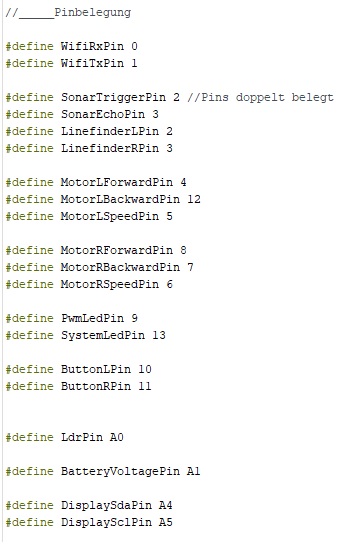 //_____Pinbelegung
#define WifiRxPin 0
#define WifiTxPin 1
#define SonarTriggerPin 2 //Pins doppelt belegt
#define SonarEchoPin 3
#define LinefinderLPin 2
#define LinefinderRPin 3
#define MotorLForwardPin 4
#define MotorLBackwardPin 12
#define MotorLSpeedPin 5
#define MotorRForwardPin 8
#define MotorRBackwardPin 7
#define MotorRSpeedPin 6
#define PwmLedPin 9
#define SystemLedPin 13
#define ButtonLPin 10
#define ButtonRPin 11
#define LdrPin A0
#define BatteryVoltagePin A1
#define DisplaySdaPin A4
#define DisplaySclPin A5